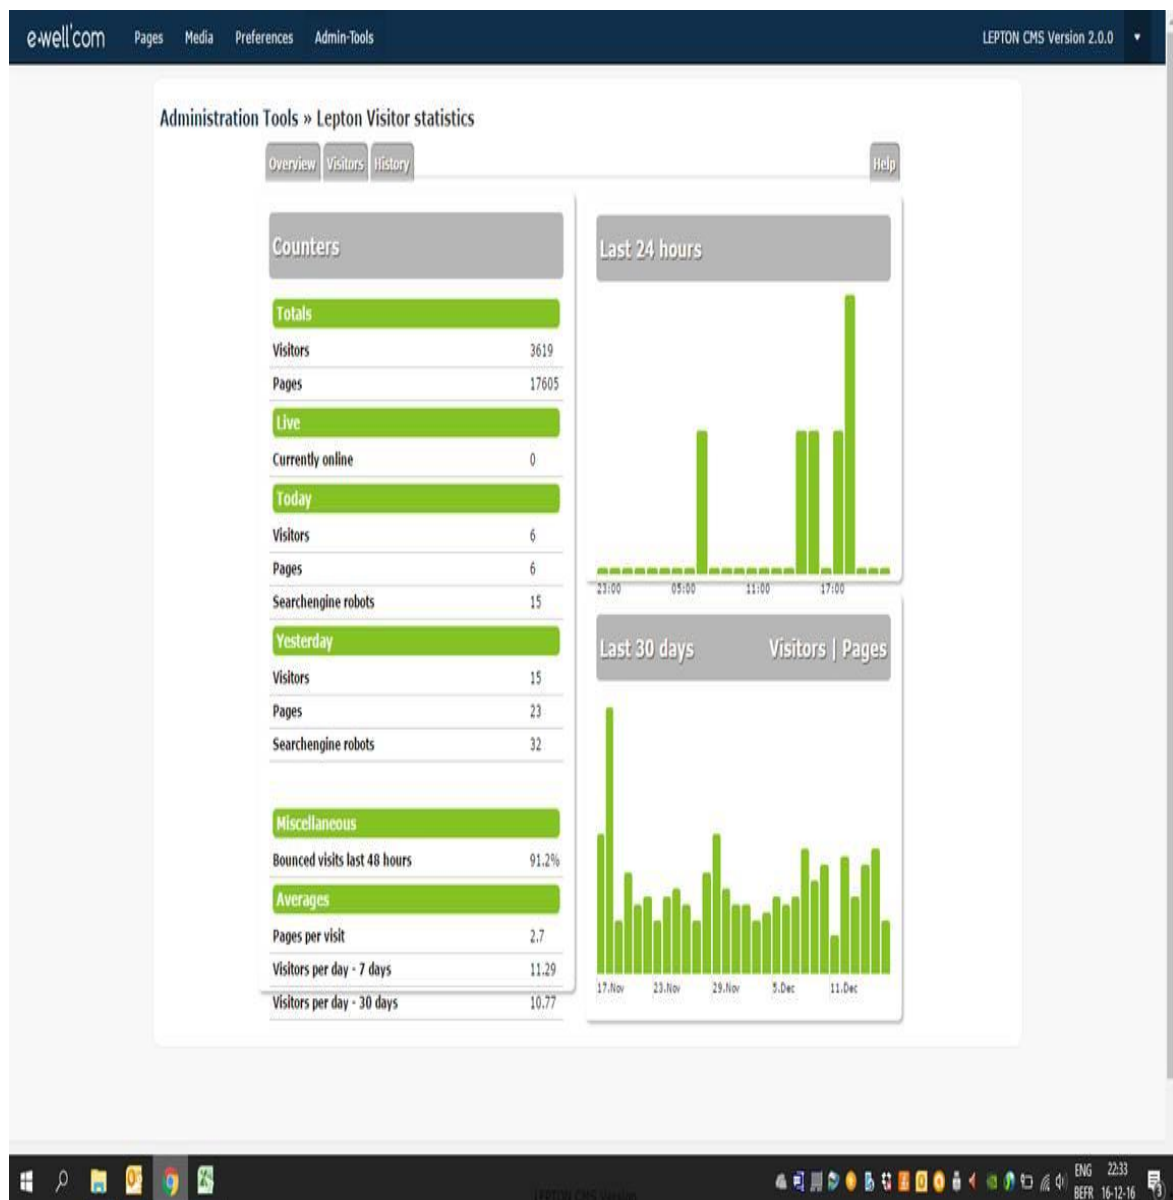 e•well'com Pages Media Preferences Admin-Tools LEPTON CMS Version 2.0.0
Administration Tools » Lepton Visitor statistics
Overview Visitors History Help
Counters
Totals
Visitors 3619
Pages 17605
Live
Currently online 0
Today
Visitors 6
Pages 6
Searchengine robots 15
Yesterday
Visitors 15
Pages 23
Searchengine robots 32
Miscellaneous
Bounced visits last 48 hours 91.2%
Averages
Pages per visit 2.7
Visitors per day - 7 days 11.29
Visitors per day - 30 days 10.77
Last 24 hours
23:00 05:00 11:00 17:00
Last 30 days Visitors | Pages
17.Nov 23.Nov 29.Nov 5.Dec 11.Dec
LEPTON CMS Version
ENG 22:33
BEFR 16-12-16